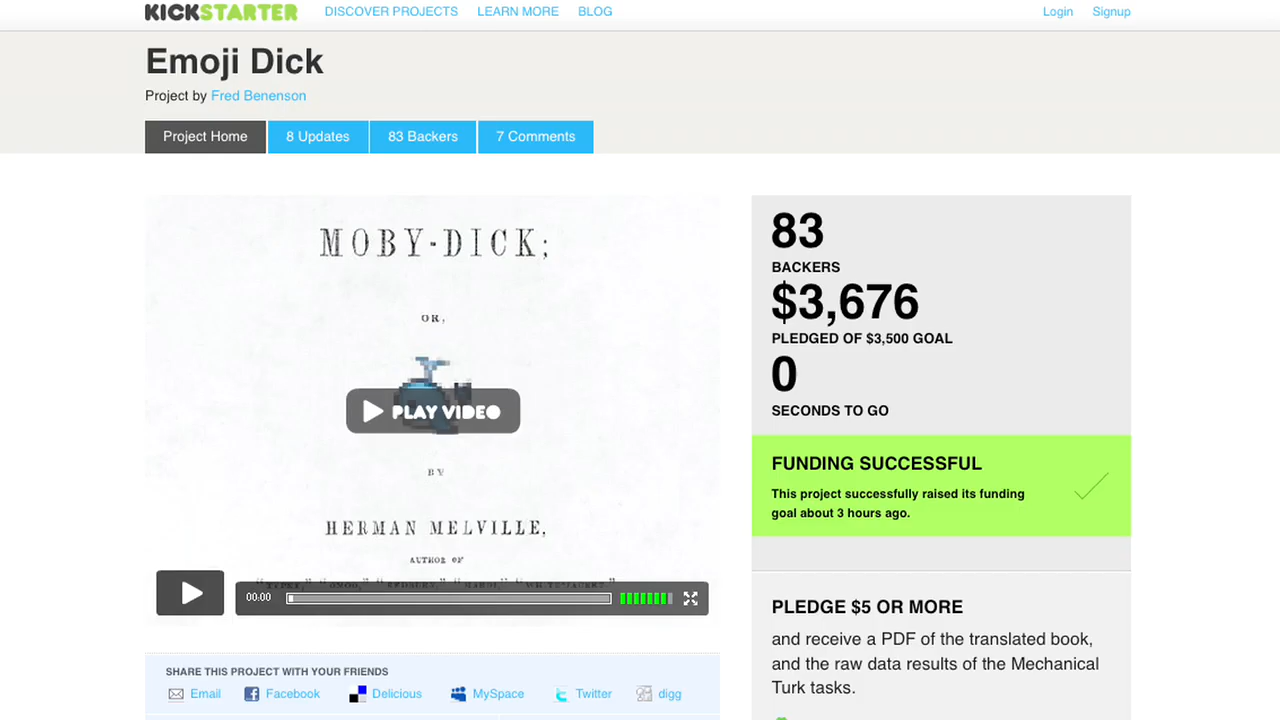 KICKSTARTER DISCOVER PROJECTS LEARN MORE BLOG Login Signup
Emoji Dick
Project by Fred Benenson
Project Home 8 Updates 83 Backers 7 Comments
MOBY-DICK;
OR,
PLAY VIDEO
BY
HERMAN MELVILLE,
AUTHOR OF
00:00
SHARE THIS PROJECT WITH YOUR FRIENDS
Email Facebook Delicious MySpace Twitter digg
83
BACKERS
$3,676
PLEDGED OF $3,500 GOAL
0
SECONDS TO GO
FUNDING SUCCESSFUL
This project successfully raised its funding
goal about 3 hours ago.
PLEDGE $5 OR MORE
and receive a PDF of the translated book,
and the raw data results of the Mechanical
Turk tasks.